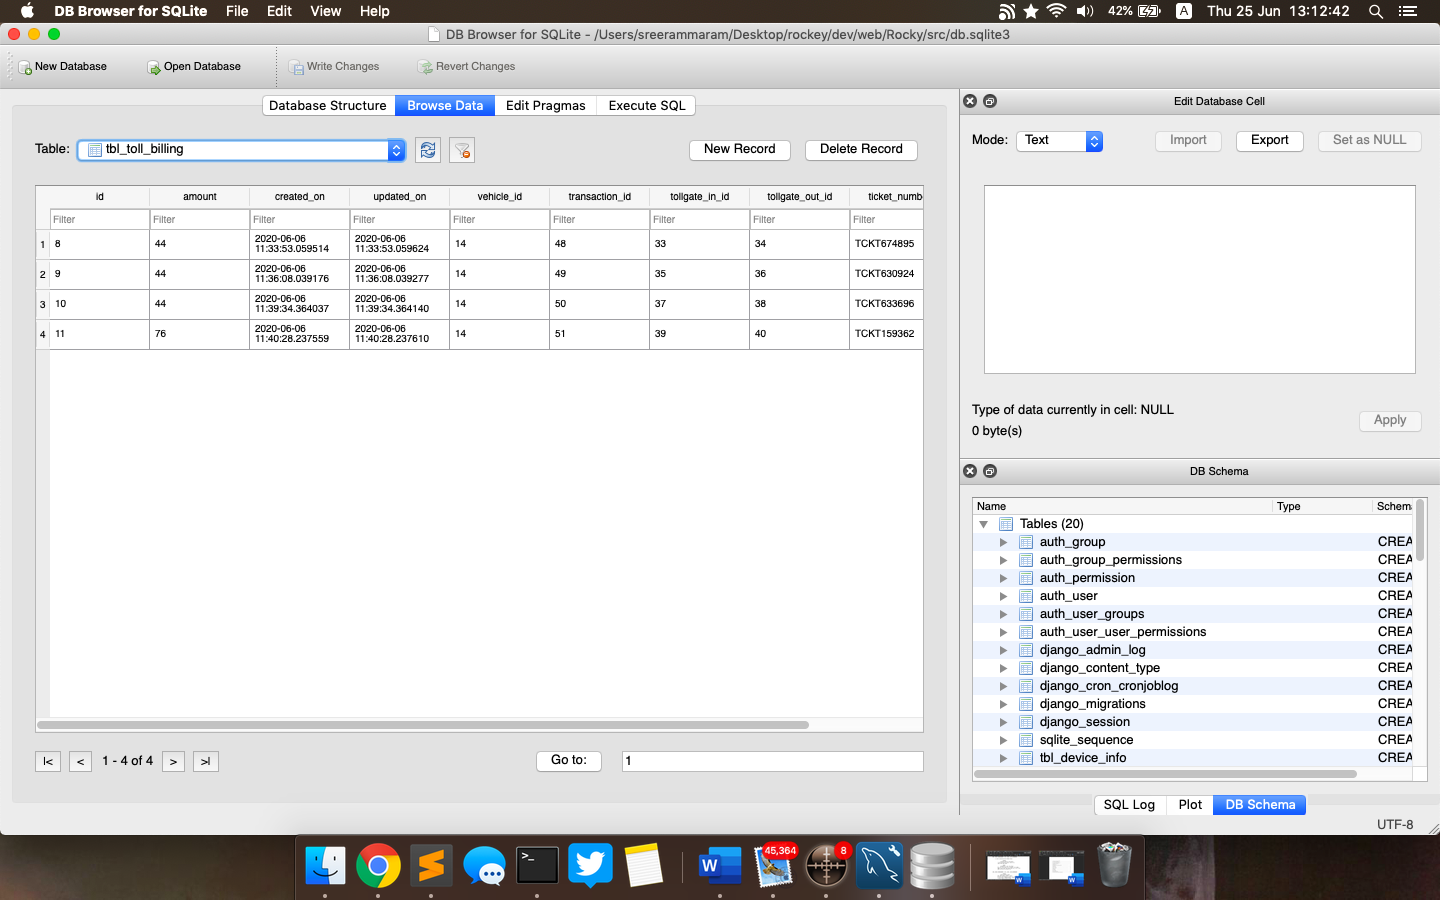 DB Browser for SQLite File Edit View Help 42% A Thu 25 Jun 13:12:42
DB Browser for SQLite - /Users/sreerammaram/Desktop/rockey/dev/web/Rocky/src/db.sqlite3
New Database Open Database Write Changes Revert Changes
Database Structure Browse Data Edit Pragmas Execute SQL
Table: tbl_toll_billing New Record Delete Record
id amount created_on updated_on vehicle_id transaction_id tollgate_in_id tollgate_out_id ticket_numb
Filter Filter Filter Filter Filter Filter Filter Filter Filter
1 8 44 2020-06-06 11:33:53.059514 2020-06-06 11:33:53.059624 14 48 33 34 TCKT674895
2 9 44 2020-06-06 11:36:08.039176 2020-06-06 11:36:08.039277 14 49 35 36 TCKT630924
3 10 44 2020-06-06 11:39:34.364037 2020-06-06 11:39:34.364140 14 50 37 38 TCKT633696
4 11 76 2020-06-06 11:40:28.237559 2020-06-06 11:40:28.237610 14 51 39 40 TCKT159362
|< < 1 - 4 of 4 > >| Go to: 1
Edit Database Cell
Mode: Text Import Export Set as NULL
Type of data currently in cell: NULL
0 byte(s)
Apply
DB Schema
Name Type Schem
Tables (20)
auth_group CREA
auth_group_permissions CREA
auth_permission CREA
auth_user CREA
auth_user_groups CREA
auth_user_user_permissions CREA
django_admin_log CREA
django_content_type CREA
django_cron_cronjoblog CREA
django_migrations CREA
django_session CREA
sqlite_sequence CREA
tbl_device_info CREA
SQL Log Plot DB Schema
UTF-8
45,364 8